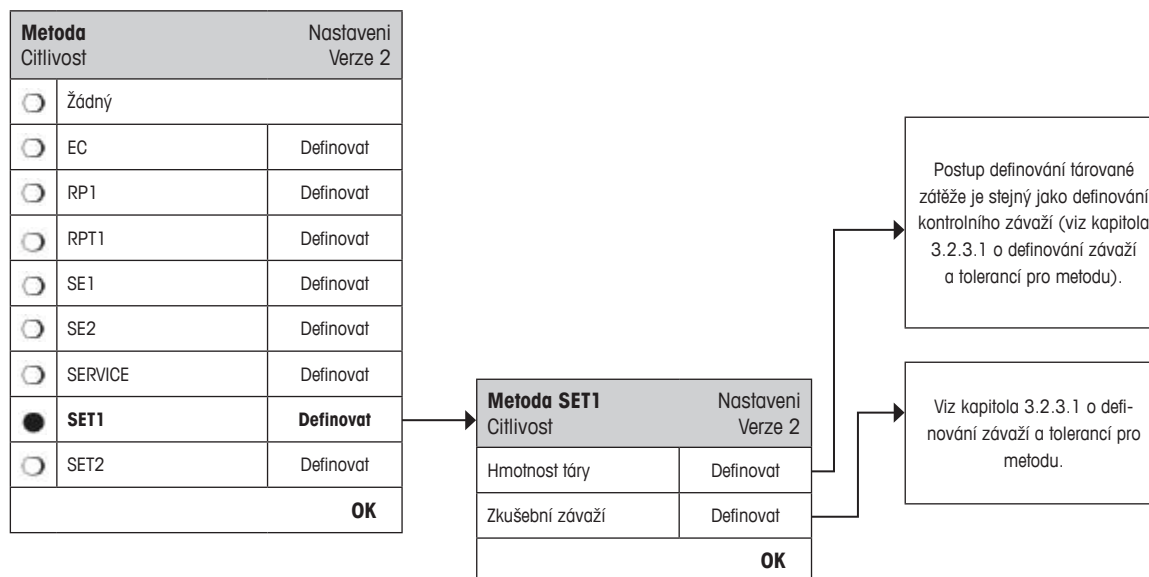 Metoda Nastaveni
Citlivost Verze 2
Žádný
EC Definovat
RP1 Definovat
RPT1 Definovat
SE1 Definovat
SE2 Definovat
SERVICE Definovat
SET1 Definovat
SET2 Definovat
OK
Metoda SET1 Nastaveni
Citlivost Verze 2
Hmotnost táry Definovat
Zkušební závaží Definovat
OK
Postup definování tárované
zátěže je stejný jako definování
kontrolního závaží (viz kapitola
3.2.3.1 o definování závaží
a tolerancí pro metodu).
Viz kapitola 3.2.3.1 o defi-
nování závaží a tolerancí pro
metodu.